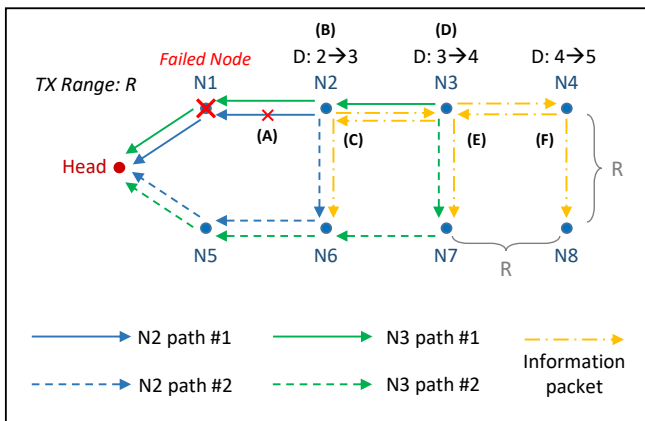 (B) (D)
Failed Node D: 2→3 D: 3→4 D: 4→5
TX Range: R N1 N2 N3 N4
(A) (C) (E) (F)
Head R
N5 N6 N7 N8
R
N2 path #1 N3 path #1
N2 path #2 N3 path #2 Information
packet